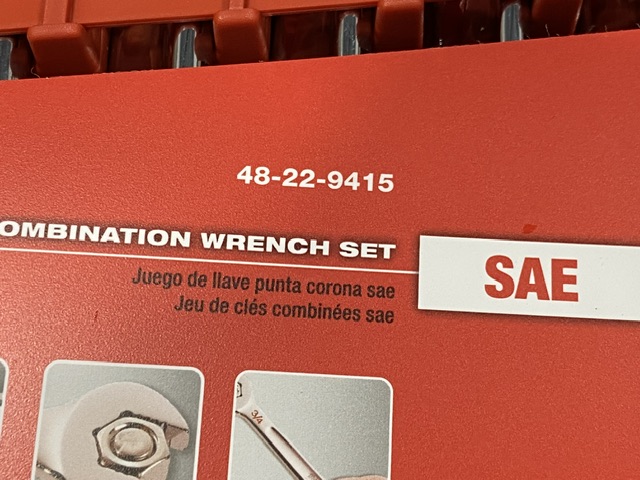 48-22-9415
OMBINATION WRENCH SET
SAE
Juego de llave punta corona sae
Jeu de clés combinées sae
3/4